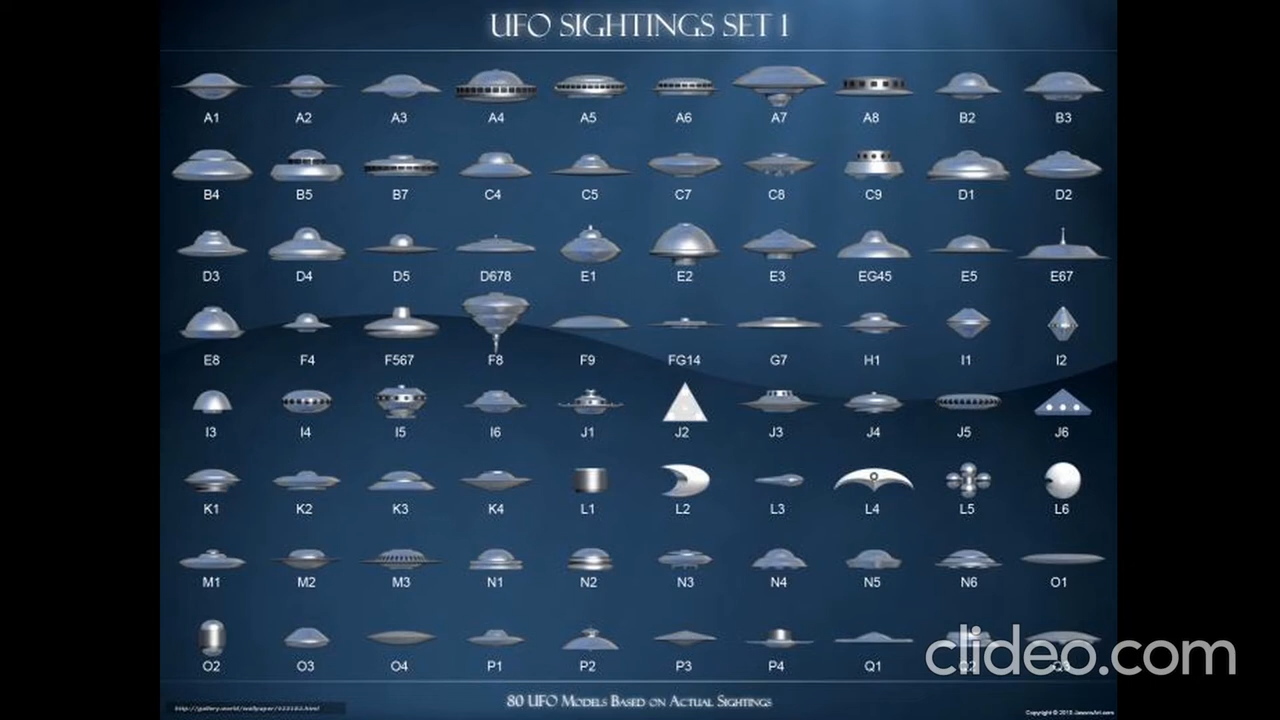 UFO SIGHTINGS SET 1
A1 A2 A3 A4 A5 A6 A7 A8 B2 B3
B4 B5 B7 C4 C5 C7 C8 C9 D1 D2
D3 D4 D5 D678 E1 E2 E3 EG45 E5 E67
E8 F4 F567 F8 F9 FG14 G7 H1 I1 I2
I3 I4 I5 I6 J1 J2 J3 J4 J5 J6
K1 K2 K3 K4 L1 L2 L3 L4 L5 L6
M1 M2 M3 N1 N2 N3 N4 N5 N6 O1
O2 O3 O4 P1 P2 P3 P4 Q1 Q2 Q3
clideo.com
80 UFO MODELS BASED ON ACTUAL SIGHTINGS